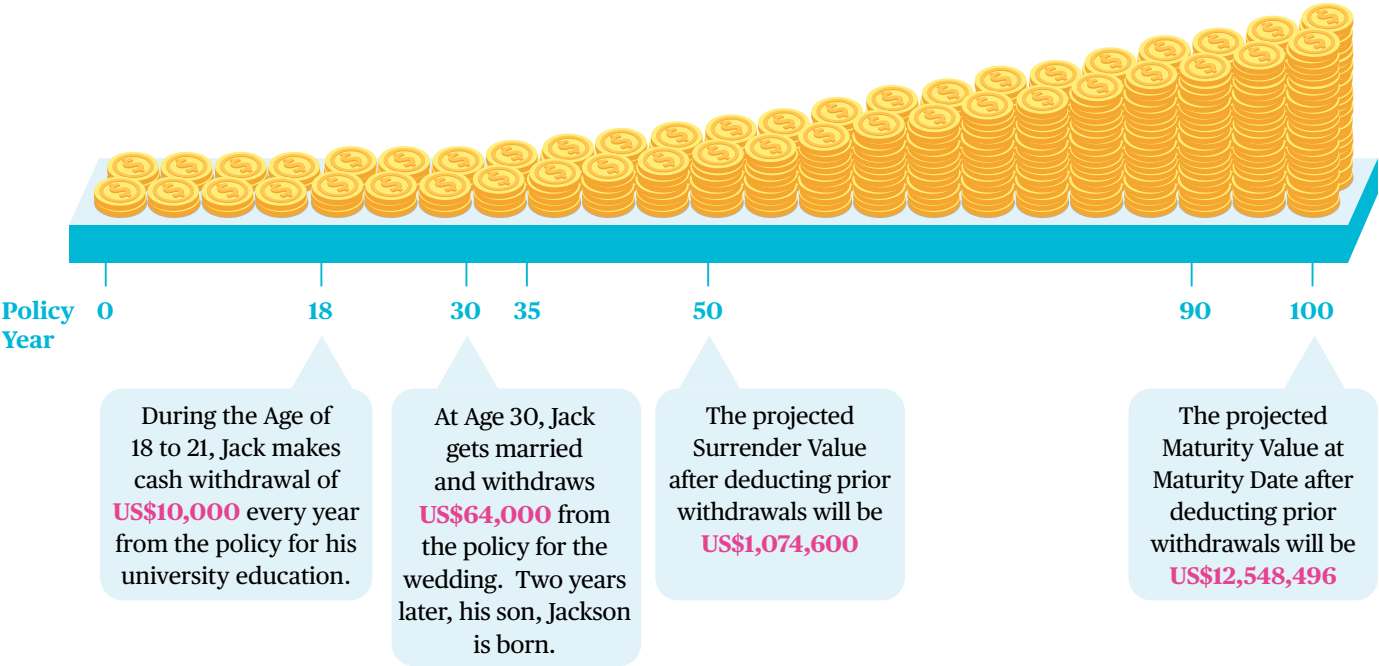 Policy Year
0 18 30 35 50 90 100
During the Age of
18 to 21, Jack makes
cash withdrawal of
US$10,000 every year
from the policy for his
university education.
At Age 30, Jack
gets married
and withdraws
US$64,000 from
the policy for the
wedding. Two years
later, his son, Jackson
is born.
The projected
Surrender Value
after deducting prior
withdrawals will be
US$1,074,600
The projected
Maturity Value at
Maturity Date after
deducting prior
withdrawals will be
US$12,548,496